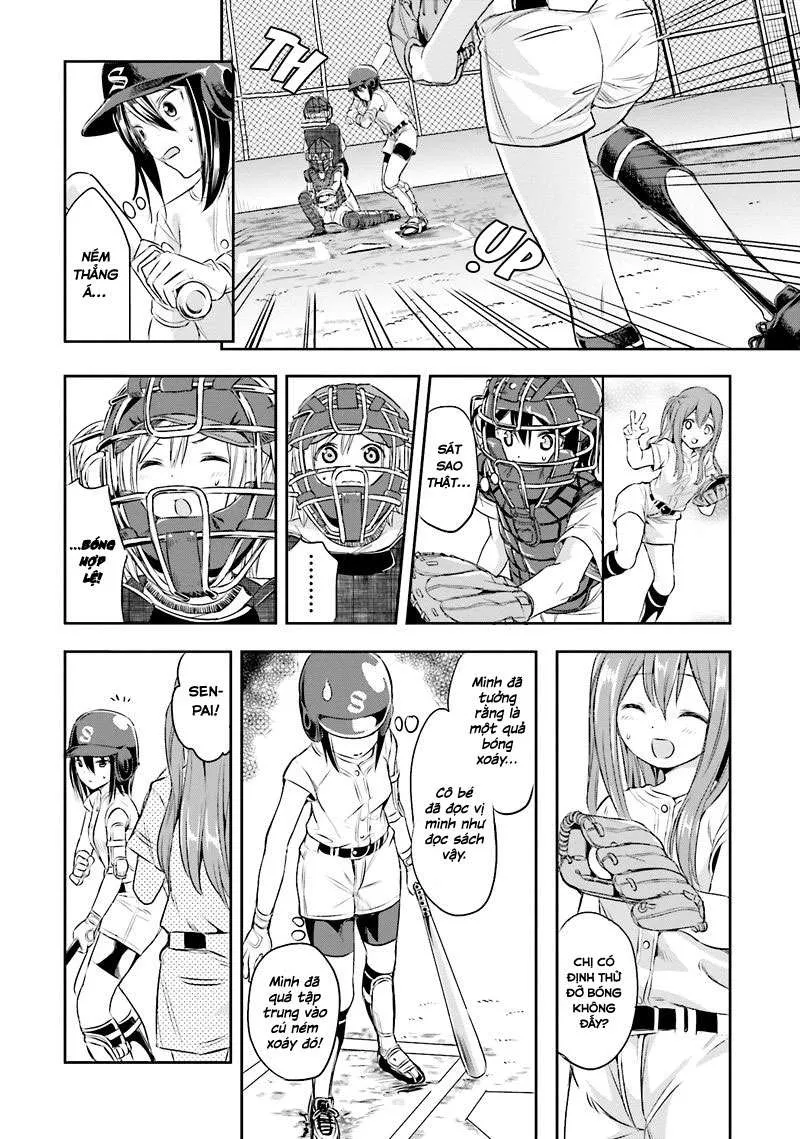 TH
ỤP
S
NÉM
THẲNG
Á...
SÁT
SAO
THẬT...
.......
...BÓNG
HỢP
LỆ!
CHỊ CÓ
ĐỊNH THỬ
ĐỠ BÓNG
KHÔNG
ĐẤY?
Mình đã
tưởng
rằng là
một quả
bóng
xoáy...
Cô bé
đã đọc vị
mình như
đọc sách
vậy.
S
Mình đã
quá tập
trung vào
cú ném
xoáy đó!
SEN-
PAI!
S